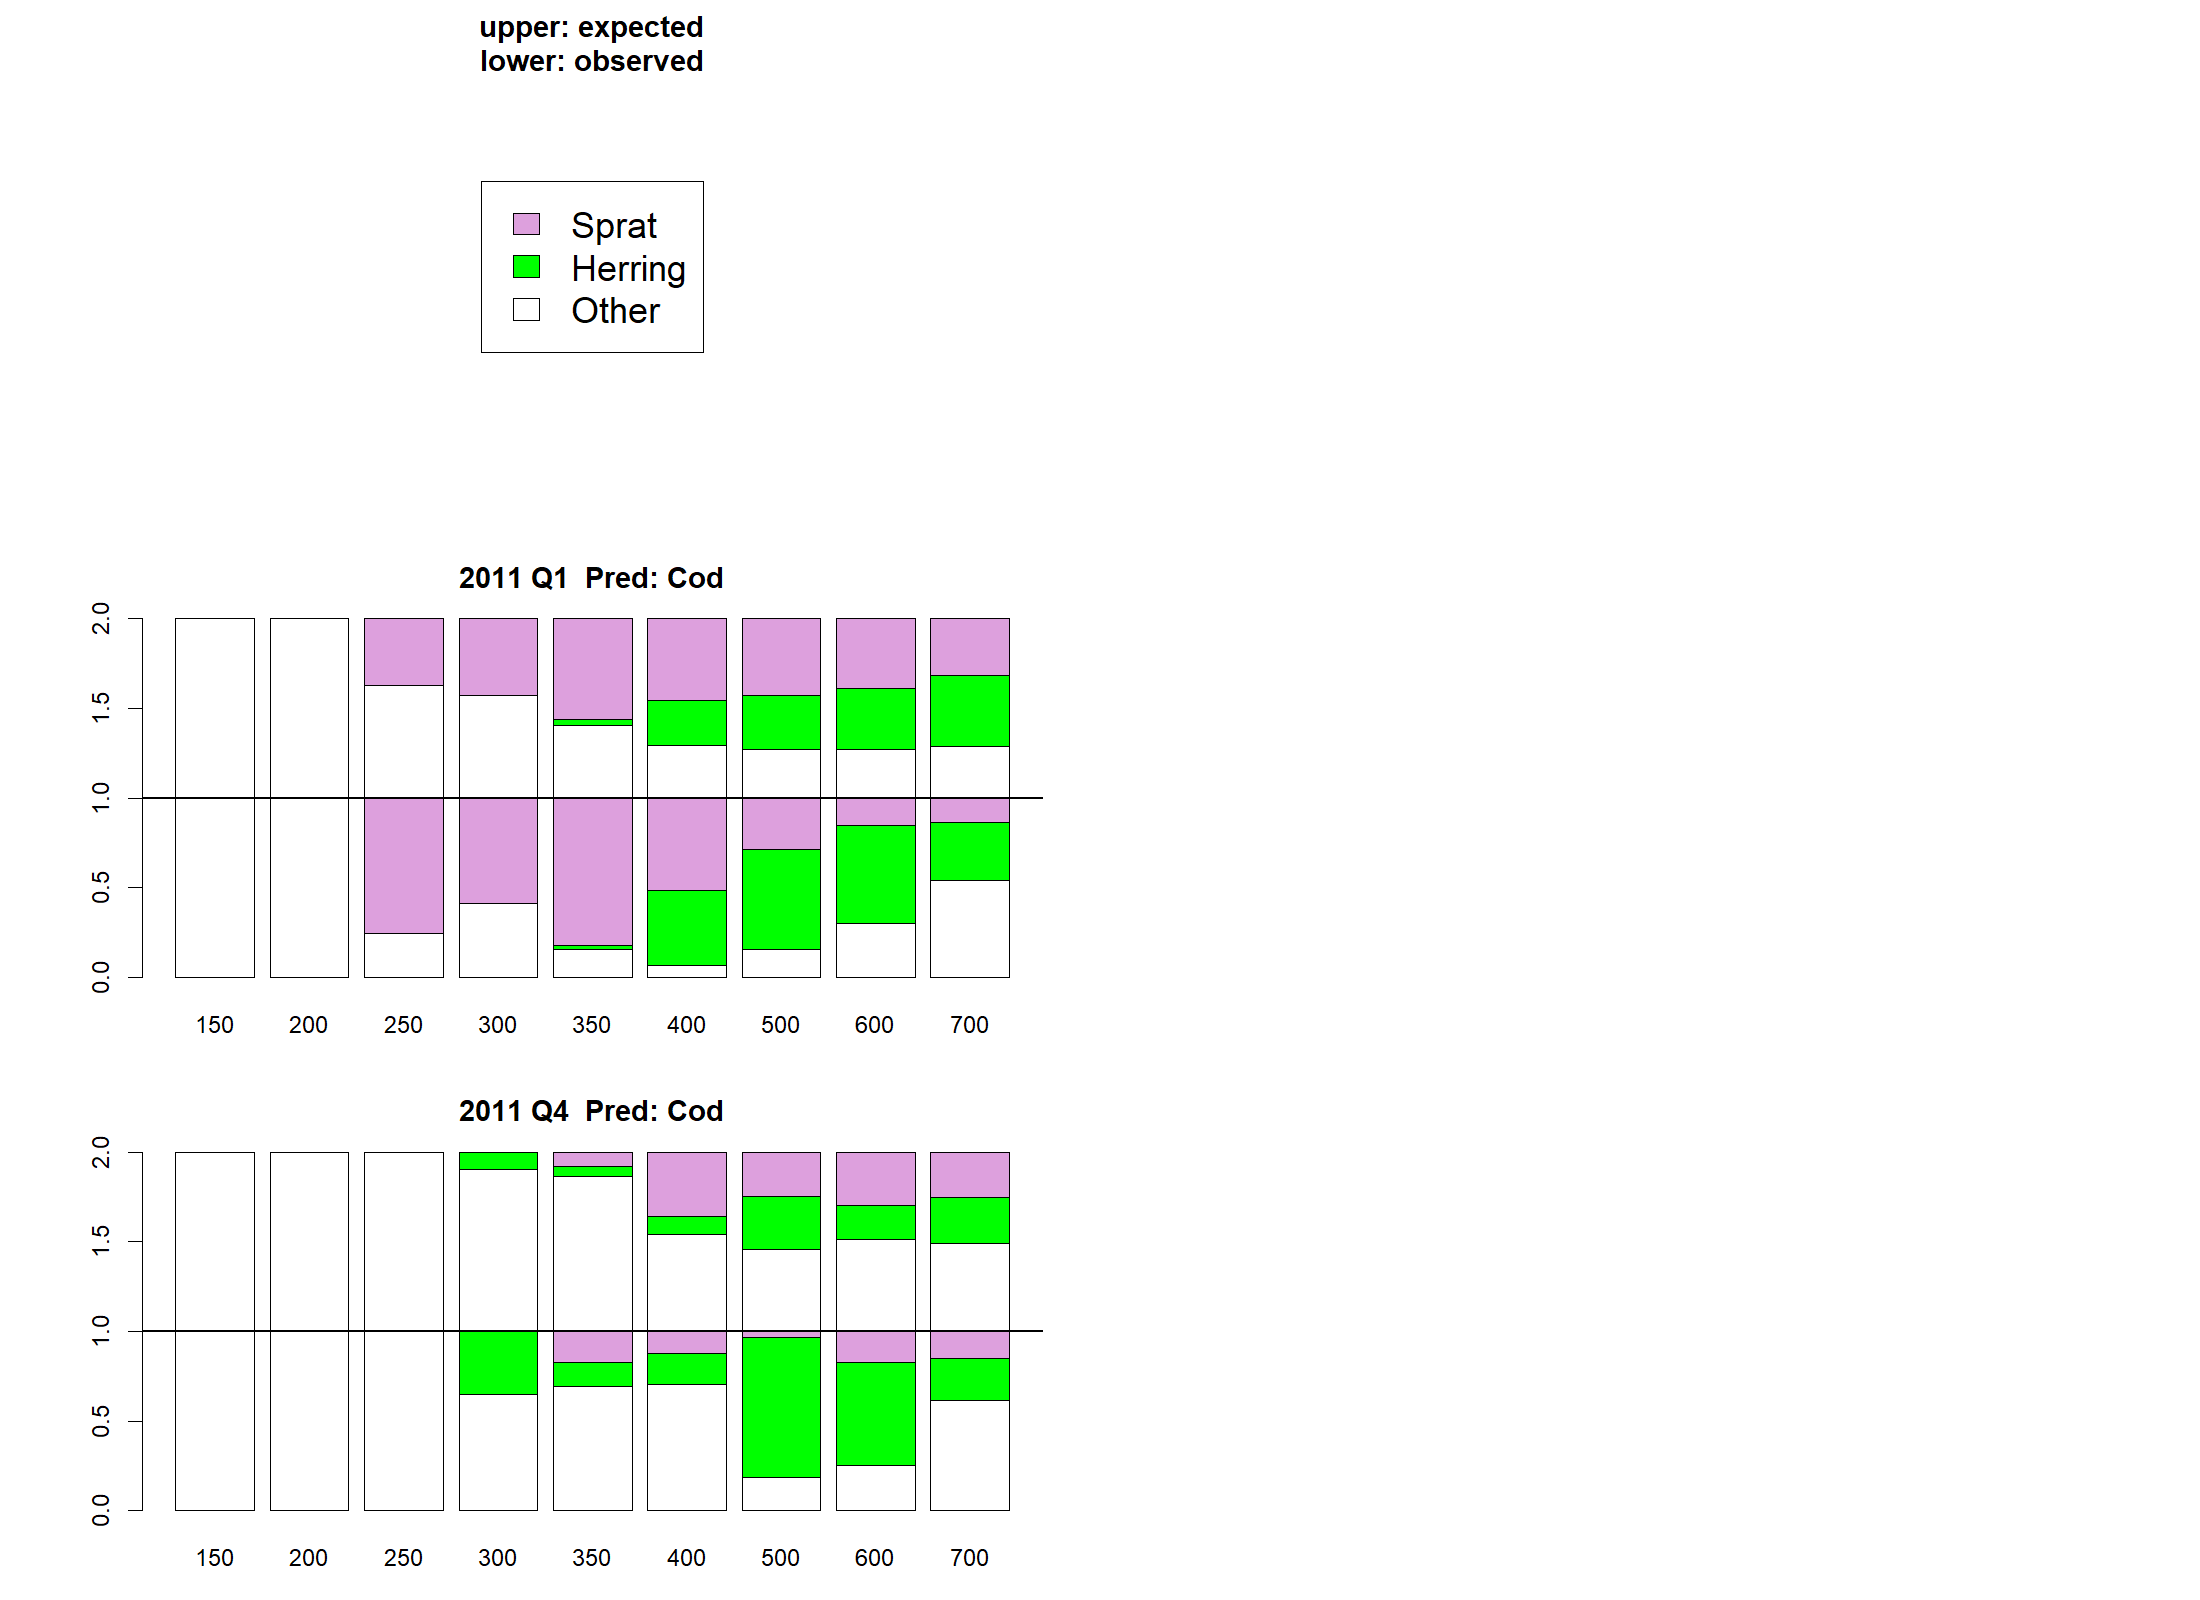 upper: expected
lower: observed
Sprat
Herring
Other
2011 Q1  Pred: Cod
2.0
1.5
1.0
0.5
0.0
150 200 250 300 350 400 500 600 700
2011 Q4  Pred: Cod
2.0
1.5
1.0
0.5
0.0
150 200 250 300 350 400 500 600 700